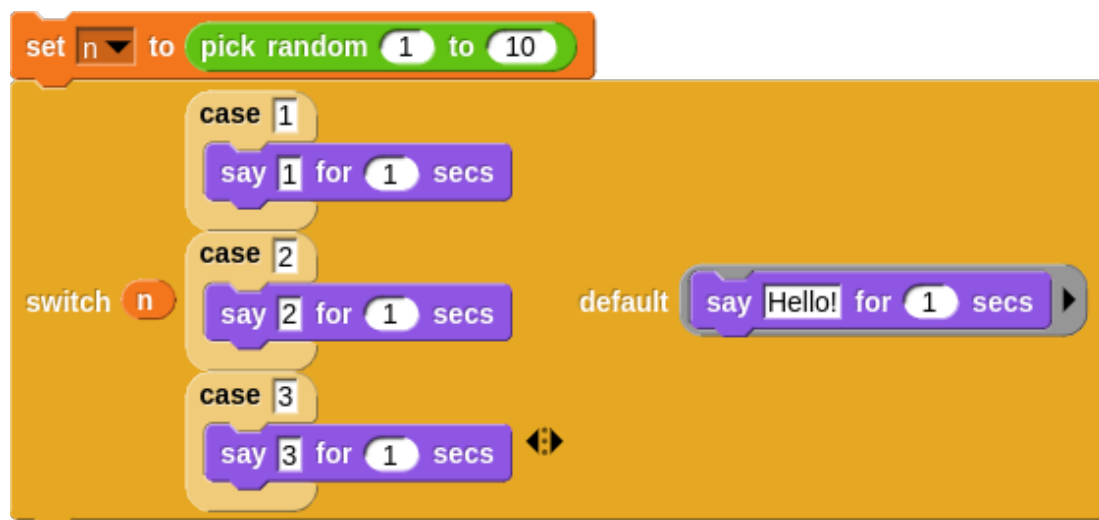 set n to pick random 1 to 10
case 1
say 1 for 1 secs
case 2
switch n say 2 for 1 secs default say Hello! for 1 secs
case 3
say 3 for 1 secs